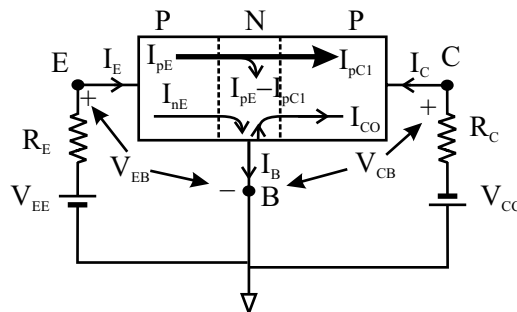 P N P
E I_E I_pE I_pC1 I_C C
+ I_nE I_pE–I_pC1 I_CO +
R_E R_C
V_EB I_B V_CB
V_EE – B V_CC